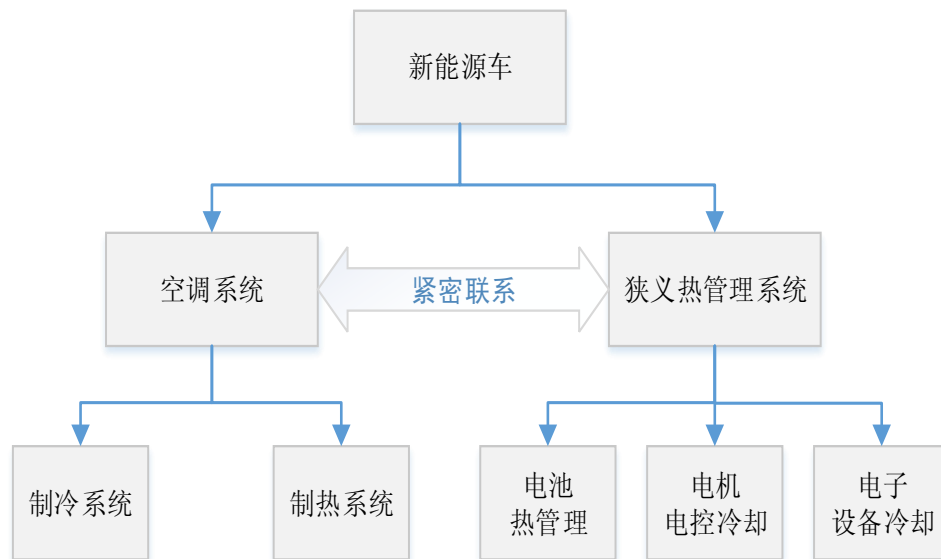 新能源车
空调系统
紧密联系
狭义热管理系统
制冷系统
制热系统
电池
热管理
电机
电控冷却
电子
设备冷却